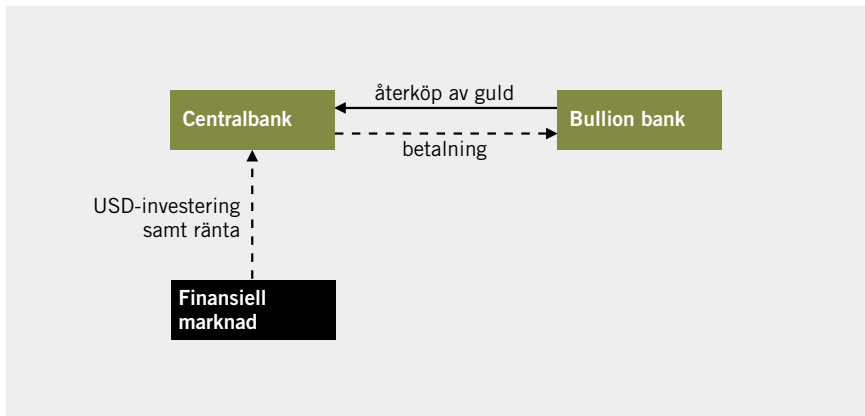 återköp av guld
Centralbank
Bullion bank
betalning
USD-investering
samt ränta
Finansiell
marknad